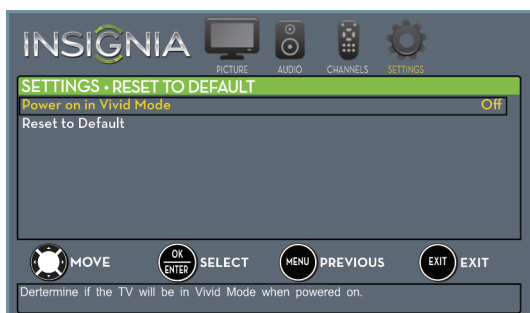 INSIGNIA
PICTURE AUDIO CHANNELS SETTINGS
SETTINGS • RESET TO DEFAULT
Power on in Vivid Mode Off
Reset to Default
MOVE OK ENTER SELECT MENU PREVIOUS EXIT EXIT
Dertermine if the TV will be in Vivid Mode when powered on.